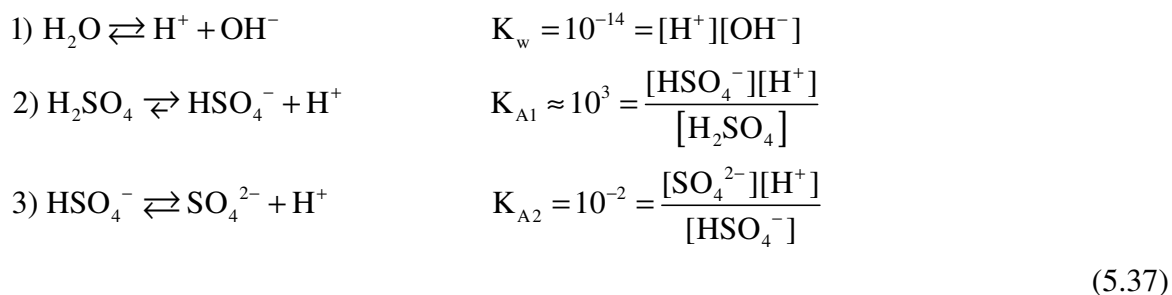 1) H₂O ⇄ H⁺ + OH⁻ K_w = 10⁻¹⁴ = [H⁺][OH⁻]
2) H₂SO₄ ⇄ HSO₄⁻ + H⁺ K_A1 ≈ 10³ = [HSO₄⁻][H⁺] / [H₂SO₄]
3) HSO₄⁻ ⇄ SO₄²⁻ + H⁺ K_A2 = 10⁻² = [SO₄²⁻][H⁺] / [HSO₄⁻]
(5.37)